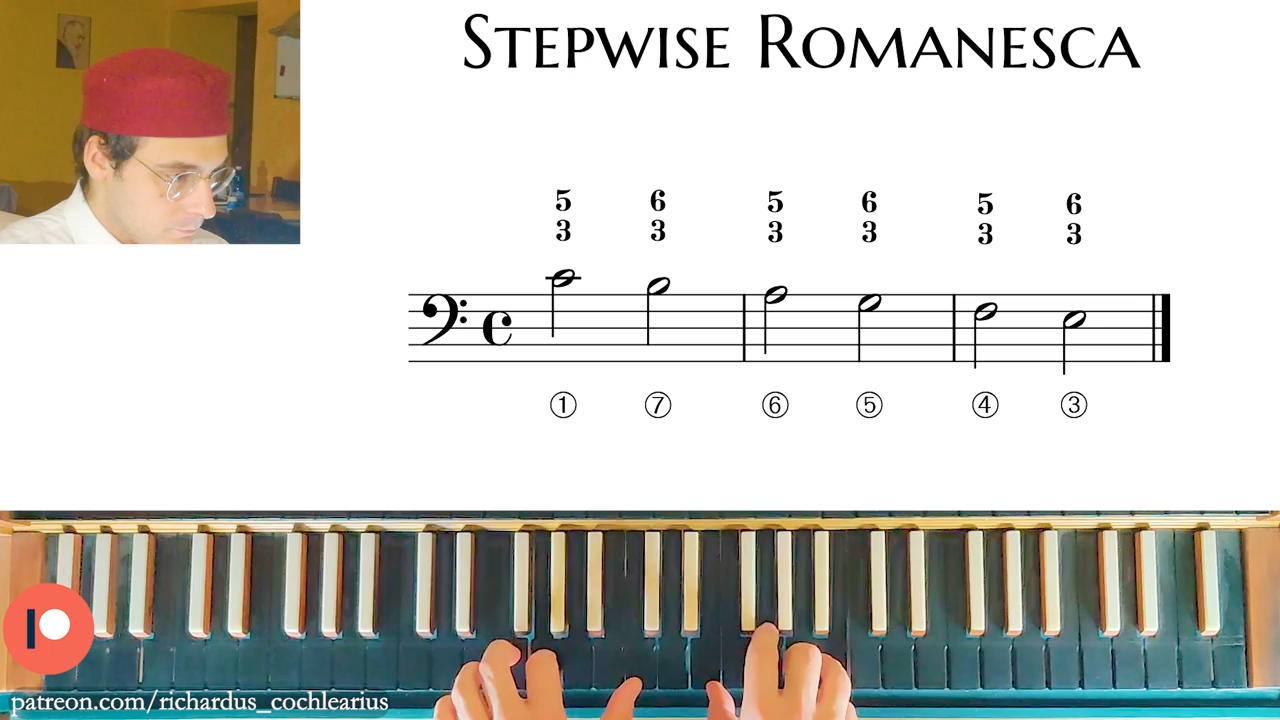 STEPWISE ROMANESCA
5 6 5 6 5 6
3 3 3 3 3 3
① ⑦ ⑥ ⑤ ④ ③
patreon.com/richardus_cochlearius